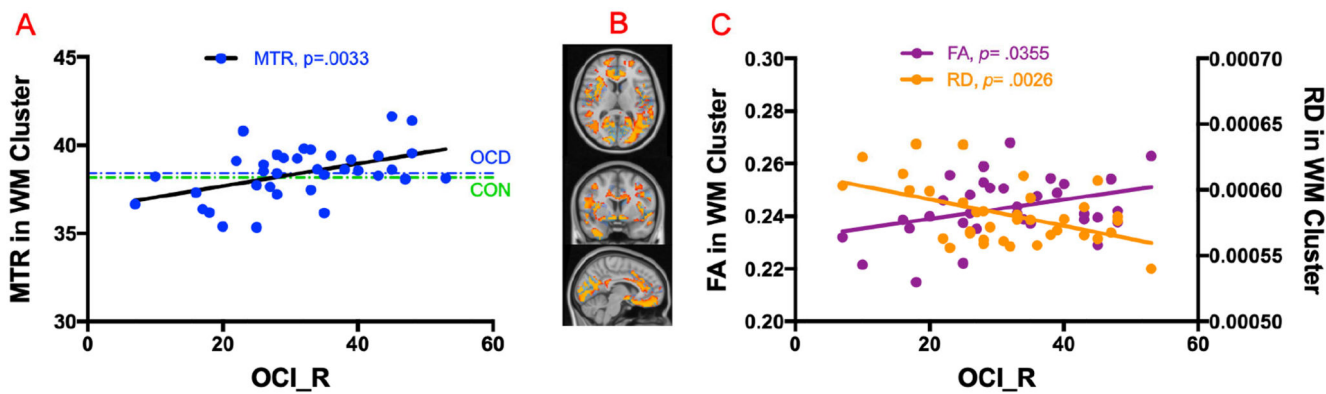 A
B
C
MTR in WM Cluster
45
40
35
30
MTR, p=.0033
OCD
CON
0
20
40
60
OCI_R
FA in WM Cluster
0.30
0.28
0.26
0.24
0.22
0.20
FA, p= .0355
RD, p= .0026
0.00070
0.00065
0.00060
0.00055
0.00050
RD in WM Cluster
0
20
40
60
OCI_R